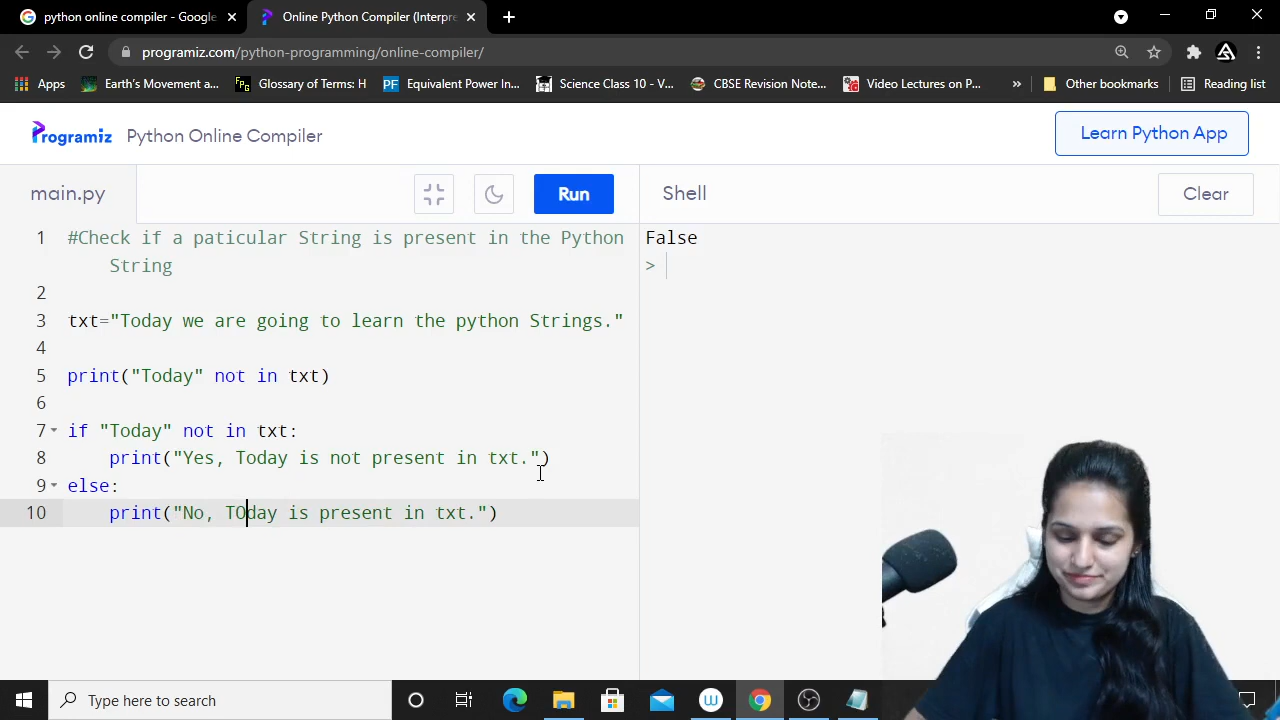 python online compiler - Google
Online Python Compiler (Interpre
programiz.com/python-programming/online-compiler/
Apps
Earth's Movement a...
FPg
Glossary of Terms: H
PF
Equivalent Power In...
Science Class 10 - V...
CBSE Revision Note...
Video Lectures on P...
»
Other bookmarks
Reading list
Programiz
Python Online Compiler
Learn Python App
main.py
Run
Shell
Clear
1 #Check if a paticular String is present in the Python
String
2
3 txt="Today we are going to learn the python Strings."
4
5 print("Today" not in txt)
6
7 if "Today" not in txt:
8 print("Yes, Today is not present in txt.")
9 else:
10 print("No, TOday is present in txt.")
False
>
Type here to search